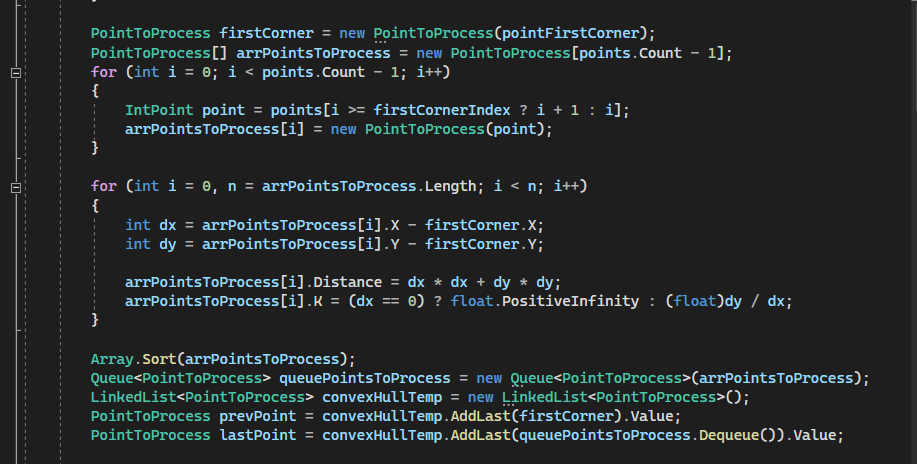 PointToProcess firstCorner = new PointToProcess(pointFirstCorner);
PointToProcess[] arrPointsToProcess = new PointToProcess[points.Count - 1];
for (int i = 0; i < points.Count - 1; i++)
{
    IntPoint point = points[i >= firstCornerIndex ? i + 1 : i];
    arrPointsToProcess[i] = new PointToProcess(point);
}

for (int i = 0, n = arrPointsToProcess.Length; i < n; i++)
{
    int dx = arrPointsToProcess[i].X - firstCorner.X;
    int dy = arrPointsToProcess[i].Y - firstCorner.Y;

    arrPointsToProcess[i].Distance = dx * dx + dy * dy;
    arrPointsToProcess[i].K = (dx == 0) ? float.PositiveInfinity : (float)dy / dx;
}

Array.Sort(arrPointsToProcess);
Queue<PointToProcess> queuePointsToProcess = new Queue<PointToProcess>(arrPointsToProcess);
LinkedList<PointToProcess> convexHullTemp = new LinkedList<PointToProcess>();
PointToProcess prevPoint = convexHullTemp.AddLast(firstCorner).Value;
PointToProcess lastPoint = convexHullTemp.AddLast(queuePointsToProcess.Dequeue()).Value;